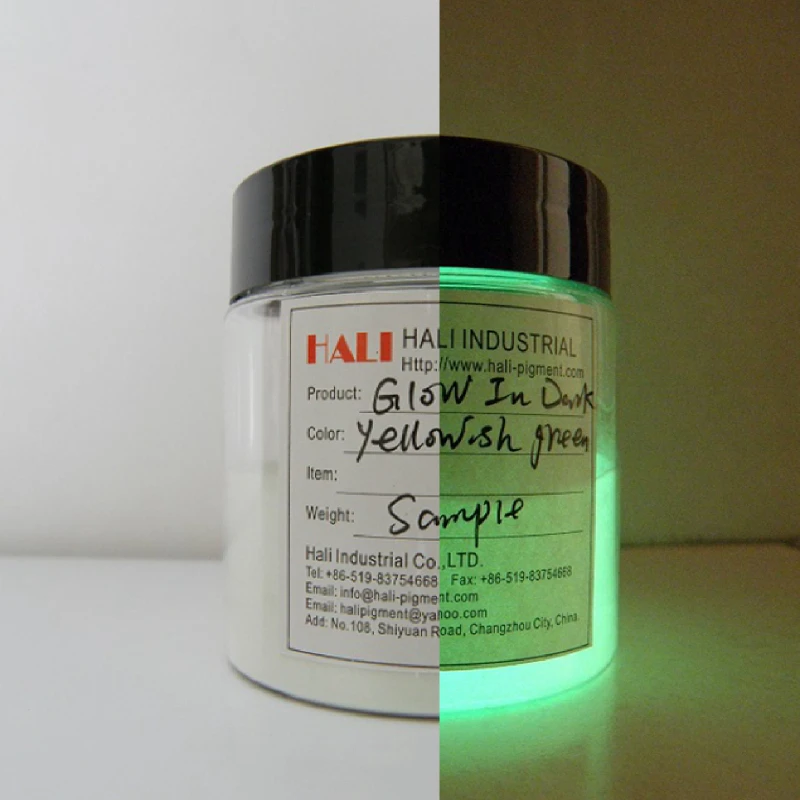 HALI HALI INDUSTRIAL
Http://www.hali-pigment.com
Product: Glow In Dark
Color: Yellowish green
Item:
Weight: Sample
Hali Industrial Co.,LTD.
Tel: +86-519-83754668 Fax: +86-519-83754668
Email: info@hali-pigment.com
Email: halipigment@yahoo.com
Add: No.108, Shiyuan Road, Changzhou City, China.